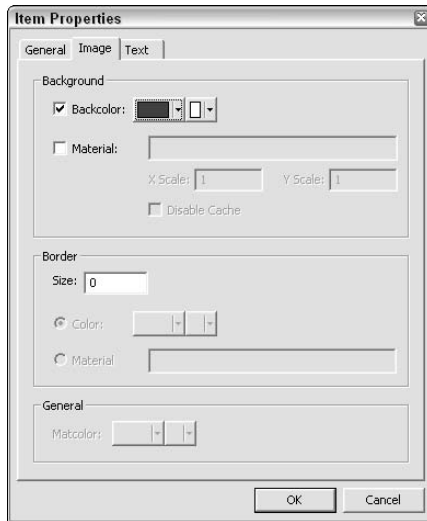 Item Properties
General Image Text
Background
Backcolor:
Material:
X Scale: 1 Y Scale: 1
Disable Cache
Border
Size: 0
Color:
Material
General
Matcolor:
OK Cancel